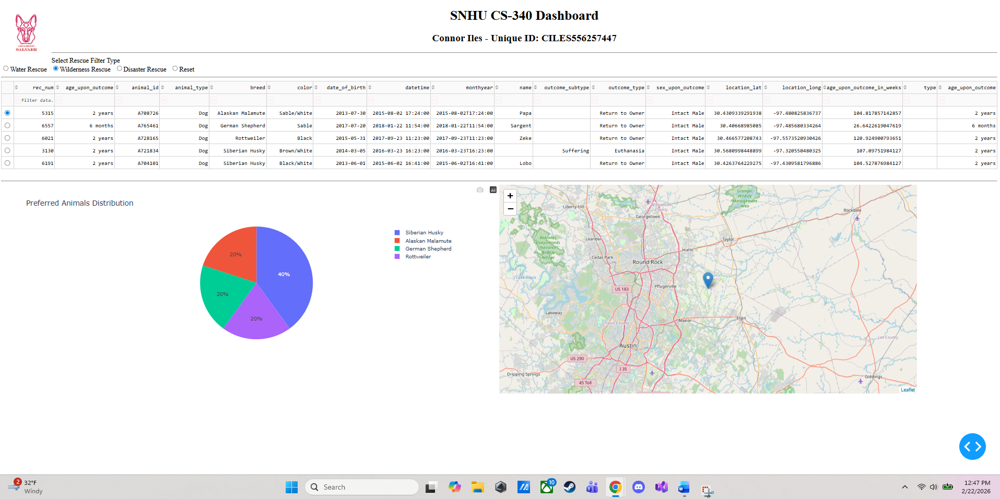 SNHU CS-340 Dashboard
Connor Iles - Unique ID: CILES556257447
GRAZIOSO
SALVARE
Select Rescue Filter Type
Water Rescue Wilderness Rescue Disaster Rescue Reset
rec_num age_upon_outcome animal_id animal_type breed color date_of_birth datetime monthyear name outcome_subtype outcome_type sex_upon_outcome location_lat location_long age_upon_outcome_in_weeks type age_upon_outcome
filter data.
5315 2 years A708726 Dog Alaskan Malamute Sable/White 2013-07-30 2015-08-02 17:24:00 2015-08-02T17:24:00 Papa Return to Owner Intact Male 30.4309339291938 -97.480825836737 104.817857142857 2 years
6557 6 months A765461 Dog German Shepherd Sable 2017-07-20 2018-01-22 11:54:00 2018-01-22T11:54:00 Sargent Return to Owner Intact Male 30.40668985085 -97.485680334264 26.6422619047619 6 months
6021 2 years A728165 Dog Rottweiler Black 2015-05-31 2017-09-23 11:23:00 2017-09-23T11:23:00 Zeke Return to Owner Intact Male 30.466577208743 -97.5573520930426 120.924900793651 2 years
3130 2 years A721834 Dog Siberian Husky Brown/White 2014-03-05 2016-03-23 16:23:00 2016-03-23T16:23:00 Suffering Euthanasia Intact Male 30.5680998448899 -97.320550480325 107.09751984127 2 years
6191 2 years A704101 Dog Siberian Husky Black/White 2013-06-01 2015-06-02 16:41:00 2015-06-02T16:41:00 Lobo Return to Owner Intact Male 30.4263764229275 -97.4309581796886 104.527876984127 2 years
Preferred Animals Distribution
20%
40%
20%
20%
Siberian Husky
Alaskan Malamute
German Shepherd
Rottweiler
+
−
Granger
Wildlife
Management
Area
Liberty Hill
Williamson
County
Georgetown
Rockdale
Leander
Balcones
Canyonlands
National
Wildlife
Refuge
Taylor
Hutto
Cedar Park
Round Rock
Lake Travis
Pflugerville
US 183
Lakeway
Manor
Elgin
Travis County
Lee County
Austin
US 290
I 35
Dripping Springs
Giddings
45 Toll
Leaflet
2
32°F
Windy
Search
10
12:47 PM
2/22/2026